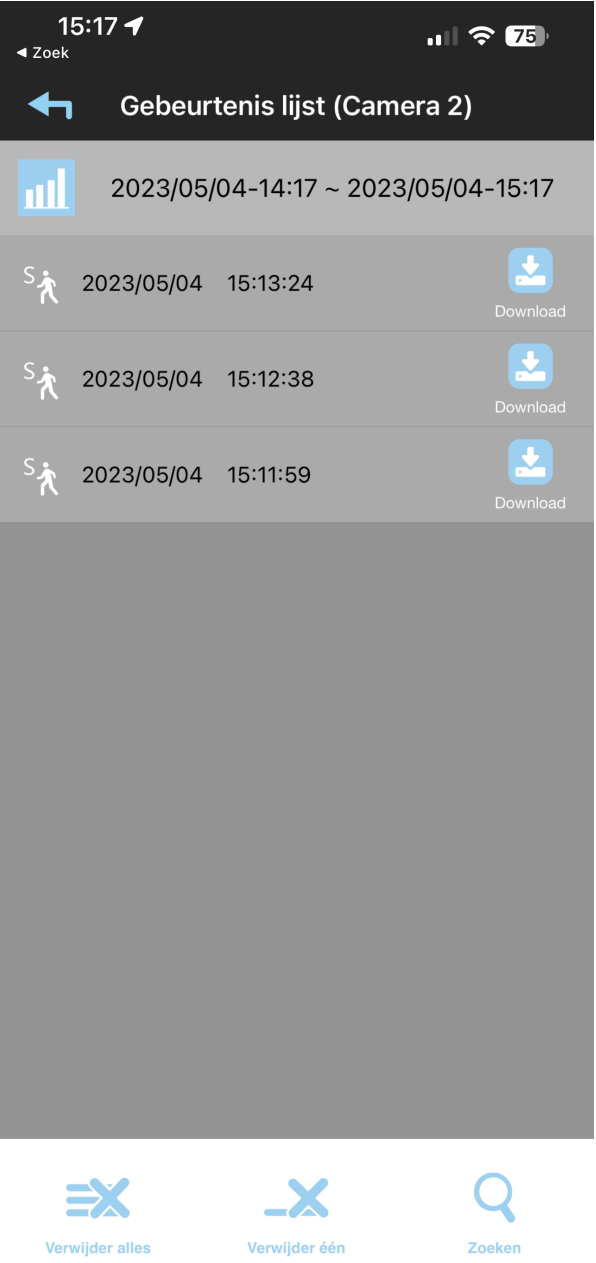 15:17
◀ Zoek
75
Gebeurtenis lijst (Camera 2)
2023/05/04-14:17 ~ 2023/05/04-15:17
S 2023/05/04 15:13:24
Download
S 2023/05/04 15:12:38
Download
S 2023/05/04 15:11:59
Download
Verwijder alles Verwijder één Zoeken